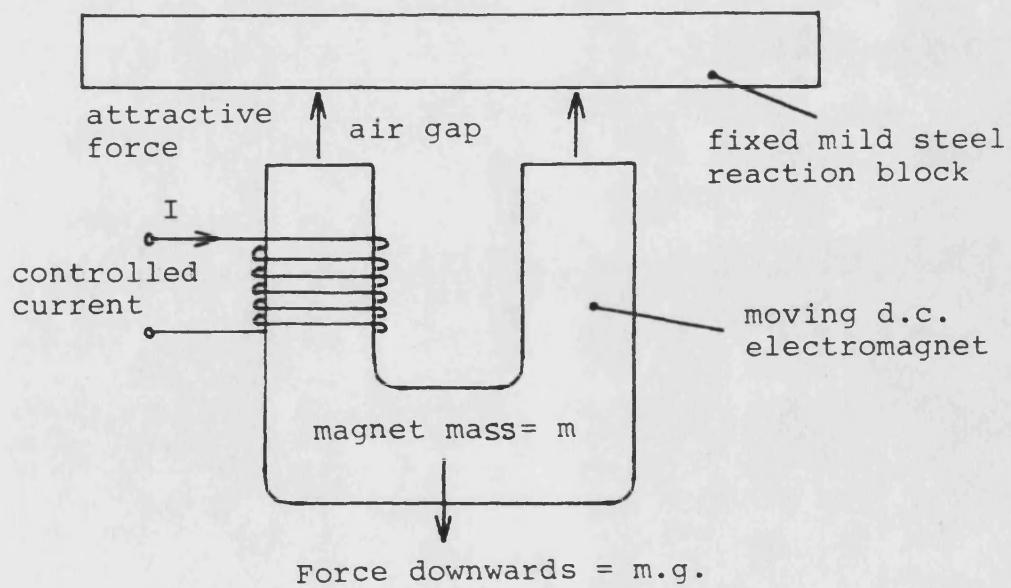 attractive
force
air gap
fixed mild steel
reaction block
I
controlled
current
moving d.c.
electromagnet
magnet mass= m
Force downwards = m.g.